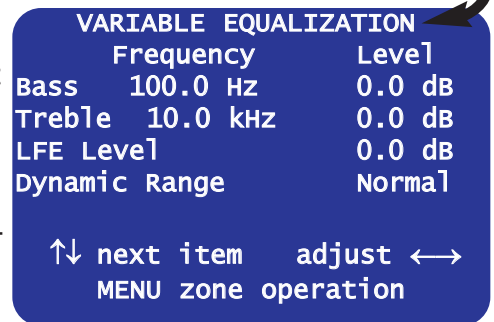 VARIABLE EQUALIZATION
Frequency Level
Bass 100.0 Hz 0.0 dB
Treble 10.0 kHz 0.0 dB
LFE Level 0.0 dB
Dynamic Range Normal
↑↓ next item adjust ←→
MENU zone operation